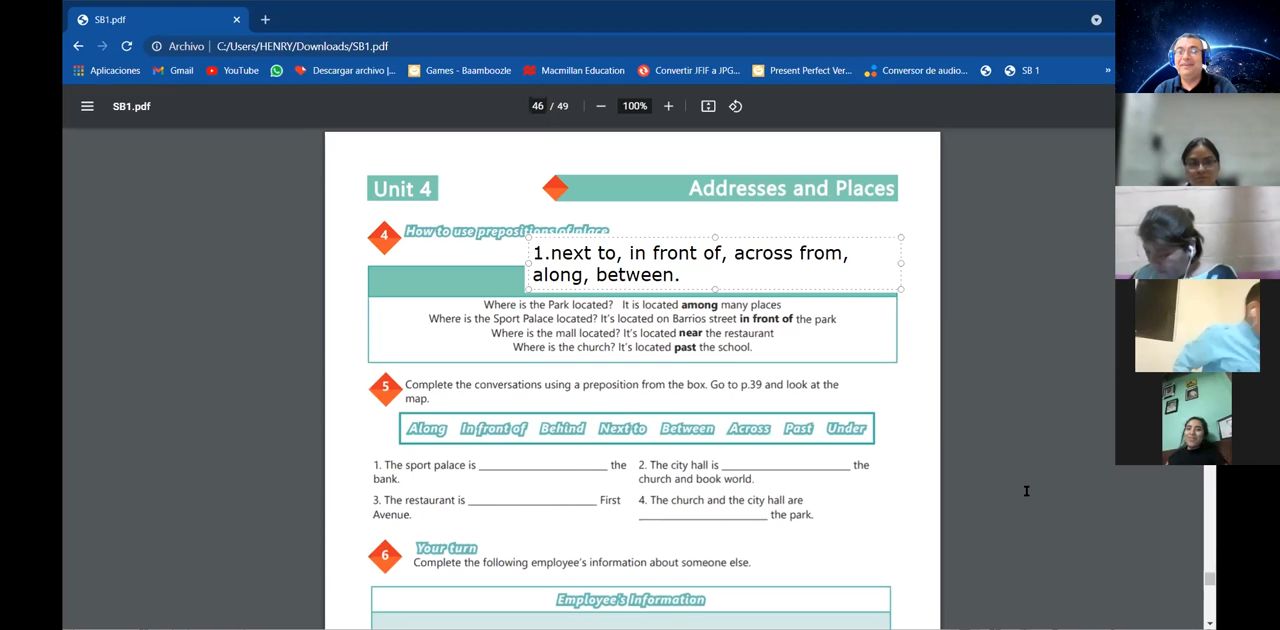 SB1.pdf
Archivo C:/Users/HENRY/Downloads/SB1.pdf
Aplicaciones Gmail YouTube Descargar archivo |... Games - Baamboozle Macmillan Education Convertir JFIF a JPG... Present Perfect Ver... Conversor de audio... SB 1 »
SB1.pdf 46 / 49 100%
Unit 4 Addresses and Places
4 How to use prepositions of place
1.next to, in front of, across from,
along, between.
Where is the Park located? It is located among many places
Where is the Sport Palace located? It's located on Barrios street in front of the park
Where is the mall located? It's located near the restaurant
Where is the church? It's located past the school.
5 Complete the conversations using a preposition from the box. Go to p.39 and look at the
map.
Along In front of Behind Next to Between Across Past Under
1. The sport palace is ____________________ the
bank.
2. The city hall is ____________________ the
church and book world.
3. The restaurant is ____________________ First
Avenue.
4. The church and the city hall are
____________________ the park.
6 Your turn
Complete the following employee's information about someone else.
Employee's Information